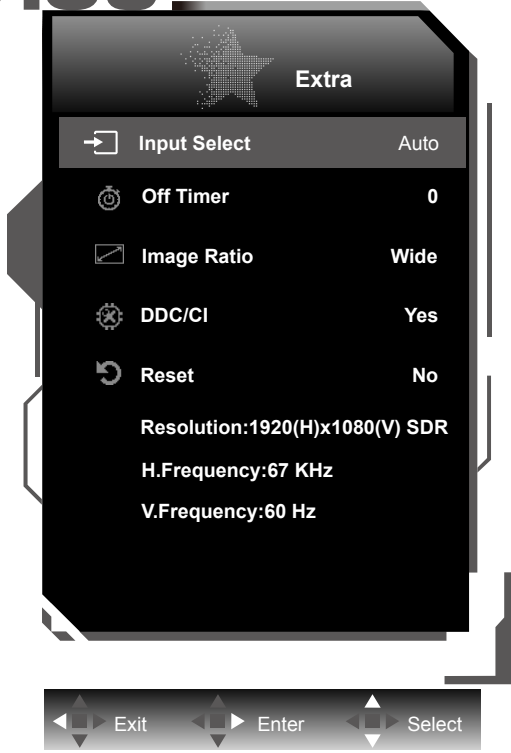 Extra
Input Select Auto
Off Timer 0
Image Ratio Wide
DDC/CI Yes
Reset No
Resolution:1920(H)x1080(V) SDR
H.Frequency:67 KHz
V.Frequency:60 Hz
Exit Enter Select